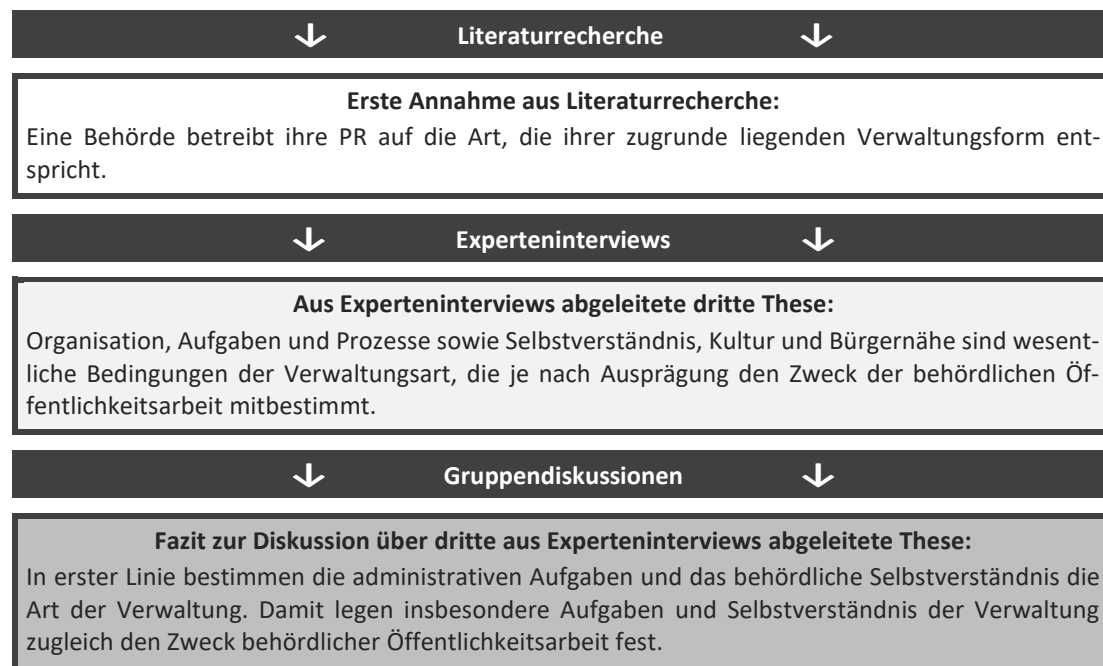 Literaturrecherche
Erste Annahme aus Literaturrecherche:
Eine Behörde betreibt ihre PR auf die Art, die ihrer zugrunde liegenden Verwaltungsform ent-
spricht.
Experteninterviews
Aus Experteninterviews abgeleitete dritte These:
Organisation, Aufgaben und Prozesse sowie Selbstverständnis, Kultur und Bürgernähe sind wesent-
liche Bedingungen der Verwaltungsart, die je nach Ausprägung den Zweck der behördlichen Öf-
fentlichkeitsarbeit mitbestimmt.
Gruppendiskussionen
Fazit zur Diskussion über dritte aus Experteninterviews abgeleitete These:
In erster Linie bestimmen die administrativen Aufgaben und das behördliche Selbstverständnis die
Art der Verwaltung. Damit legen insbesondere Aufgaben und Selbstverständnis der Verwaltung
zugleich den Zweck behördlicher Öffentlichkeitsarbeit fest.